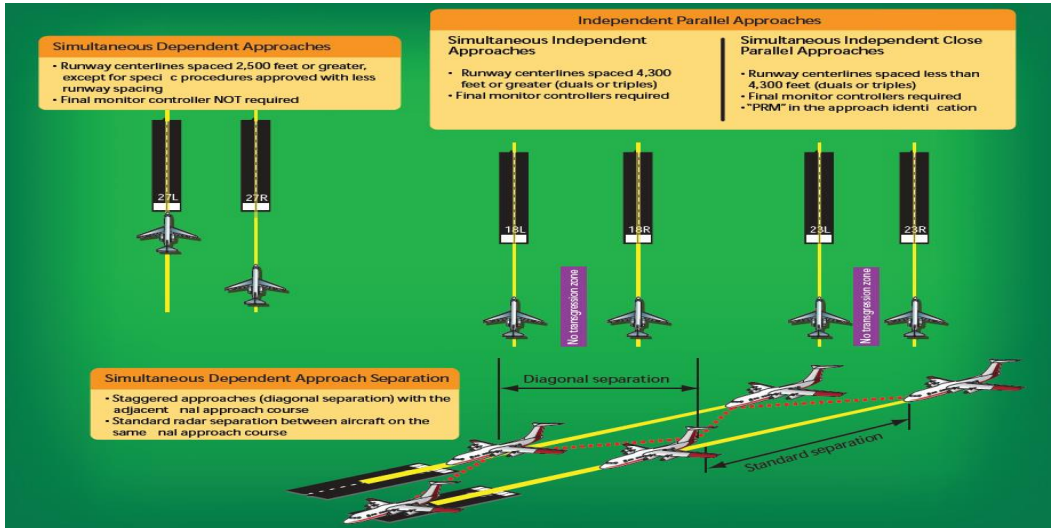 Simultaneous Dependent Approaches
• Runway centerlines spaced 2,500 feet or greater,
except for speci c procedures approved with less
runway spacing
• Final monitor controller NOT required
Independent Parallel Approaches
Simultaneous Independent
Approaches
• Runway centerlines spaced 4,300
feet or greater (duals or triples)
• Final monitor controllers required
Simultaneous Independent Close
Parallel Approaches
• Runway centerlines spaced less than
4,300 feet (duals or triples)
• Final monitor controllers required
• "PRM" in the approach identi cation
27L
27R
18L
18R
23L
23R
No transgression zone
No transgression zone
Simultaneous Dependent Approach Separation
• Staggered approaches (diagonal separation) with the
adjacent nal approach course
• Standard radar separation between aircraft on the
same nal approach course
Diagonal separation
Standard separation